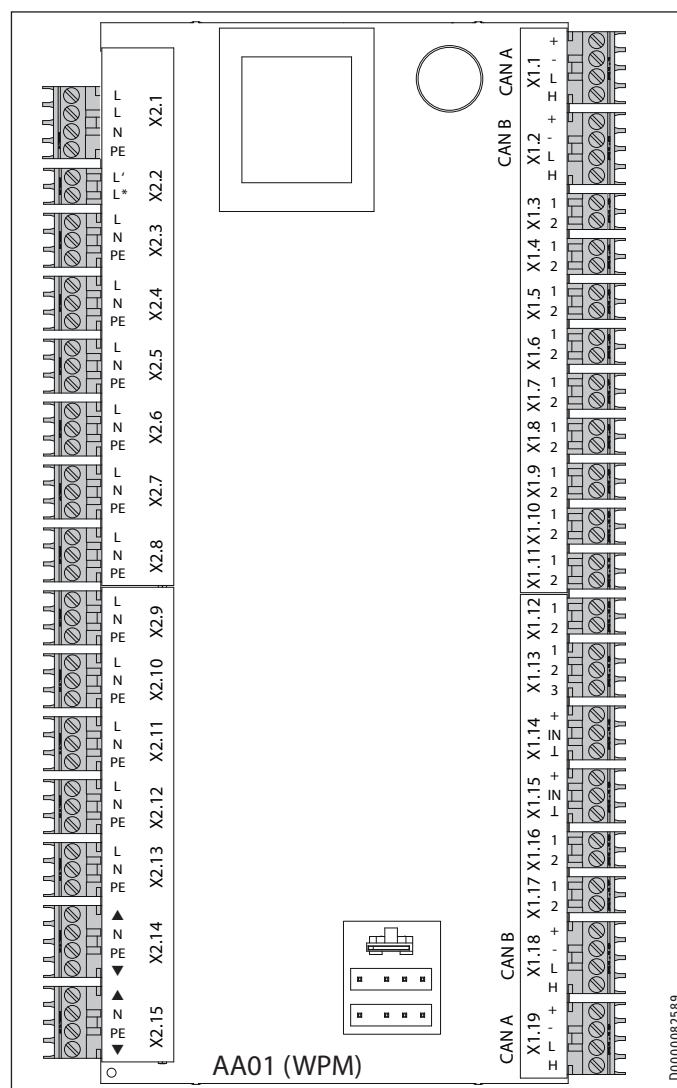 L
L
N
PE
X2.1
L'
L*
X2.2
L
N
PE
X2.3
L
N
PE
X2.4
L
N
PE
X2.5
L
N
PE
X2.6
L
N
PE
X2.7
L
N
PE
X2.8
L
N
PE
X2.9
L
N
PE
X2.10
L
N
PE
X2.11
L
N
PE
X2.12
L
N
PE
X2.13
▲
N
PE
▼
X2.14
▲
N
PE
▼
X2.15
CAN A
X1.1
+
-
L
H
CAN B
X1.2
+
-
L
H
X1.3
1
2
X1.4
1
2
X1.5
1
2
X1.6
1
2
X1.7
1
2
X1.8
1
2
X1.9
1
2
X1.10
1
2
X1.11
1
2
X1.12
1
2
X1.13
1
2
3
X1.14
+
IN
⊥
X1.15
+
IN
⊥
X1.16
1
2
X1.17
1
2
CAN B
X1.18
+
-
L
H
CAN A
X1.19
+
-
L
H
AA01 (WPM)
D0000082589